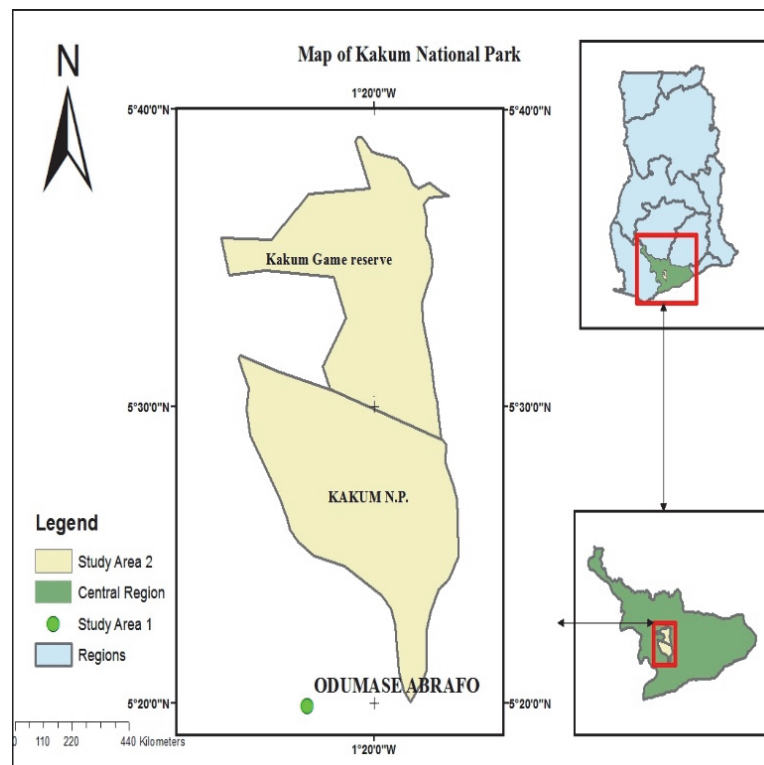 Map of Kakum National Park
N
1°20'0"W
5°40'0"N
5°40'0"N
Kakum Game reserve
5°30'0"N
5°30'0"N
KAKUM N.P.
Legend
Study Area 2
Central Region
Study Area 1
Regions
ODUMASE ABRAFO
5°20'0"N
5°20'0"N
1°20'0"W
0 110 220 440 Kilometers